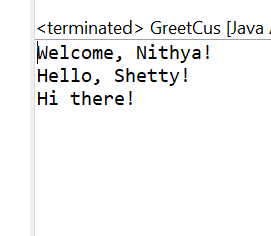 <terminated> GreetCus [Java
Welcome, Nithya!
Hello, Shetty!
Hi there!